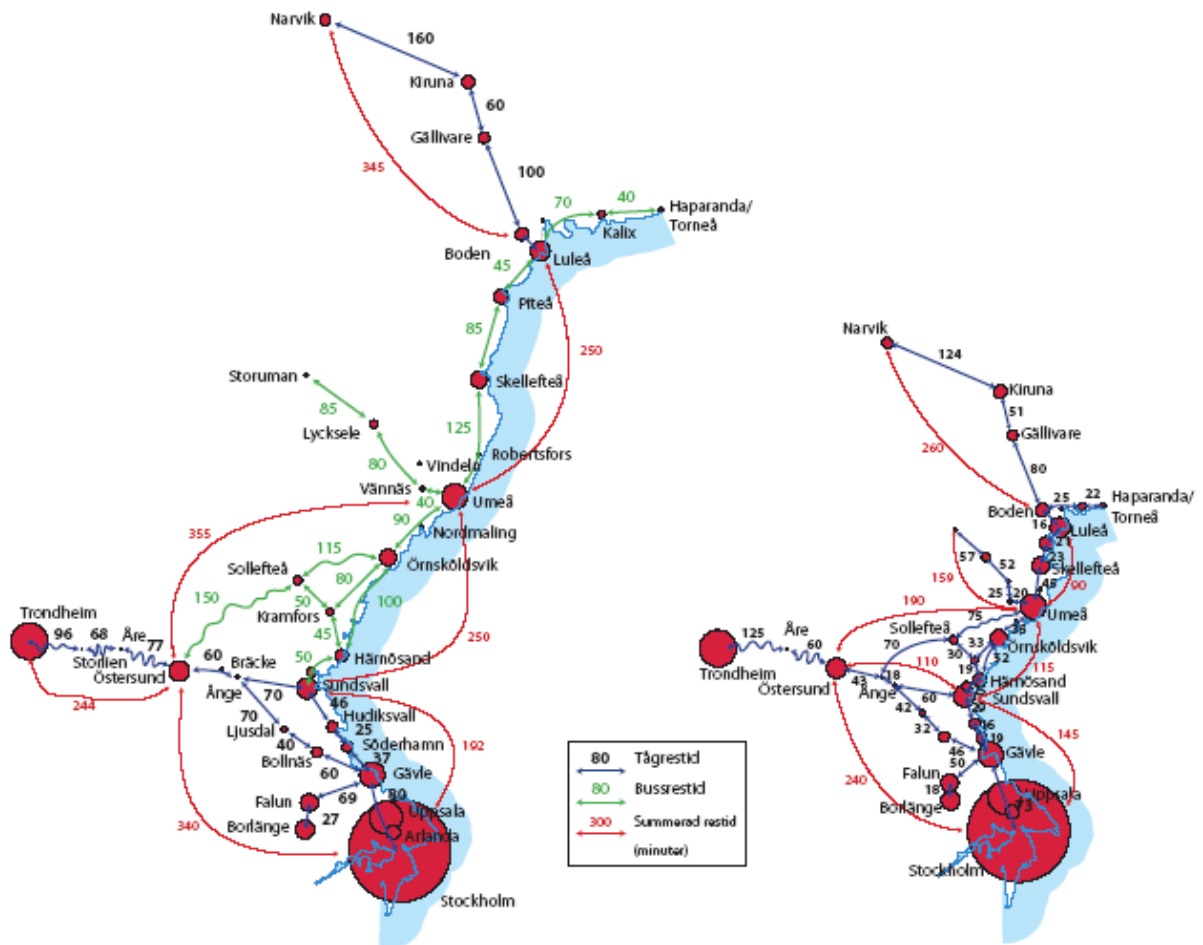 Narvik
160
Kiruna
60
Gällivare
345
100
70
40
Haparanda/
Torneå
Kalix
Boden
Luleå
45
Piteå
85
250
Storuman
Skellefteå
85
Lycksele
125
80
Vindeln
Robertsfors
Vännäs
40
Umeå
90
Nordmaling
355
115
Örnsköldsvik
Sollefteå
80
150
50
Kramfors
100
45
250
Trondheim
96
68
Åre
77
Storlien
Östersund
60
Bräcke
50
Härnösand
244
Ånge
70
Sundsvall
46
70
Ljusdal
Hudiksvall
25
40
Söderhamn
192
Bollnäs
37
60
Gävle
Falun
69
80
Uppsala
27
Borlänge
Arlanda
340
Stockholm
80 Tågrestid
80 Bussrestid
300 Summerad restid
(minuter)
Narvik
124
Kiruna
51
Gällivare
260
80
25
22
Haparanda/
Torneå
Boden
16
Luleå
21
57
23
Skellefteå
52
159
45
90
25
20
190
Umeå
75
Sollefteå
36
70
33
Örnsköldsvik
30
52
125
Åre
60
110
19
115
Trondheim
Östersund
43
18
Härnösand
Ånge
60
Sundsvall
42
32
46
19
145
Gävle
50
240
Falun
18
Uppsala
Borlänge
73
Stockholm